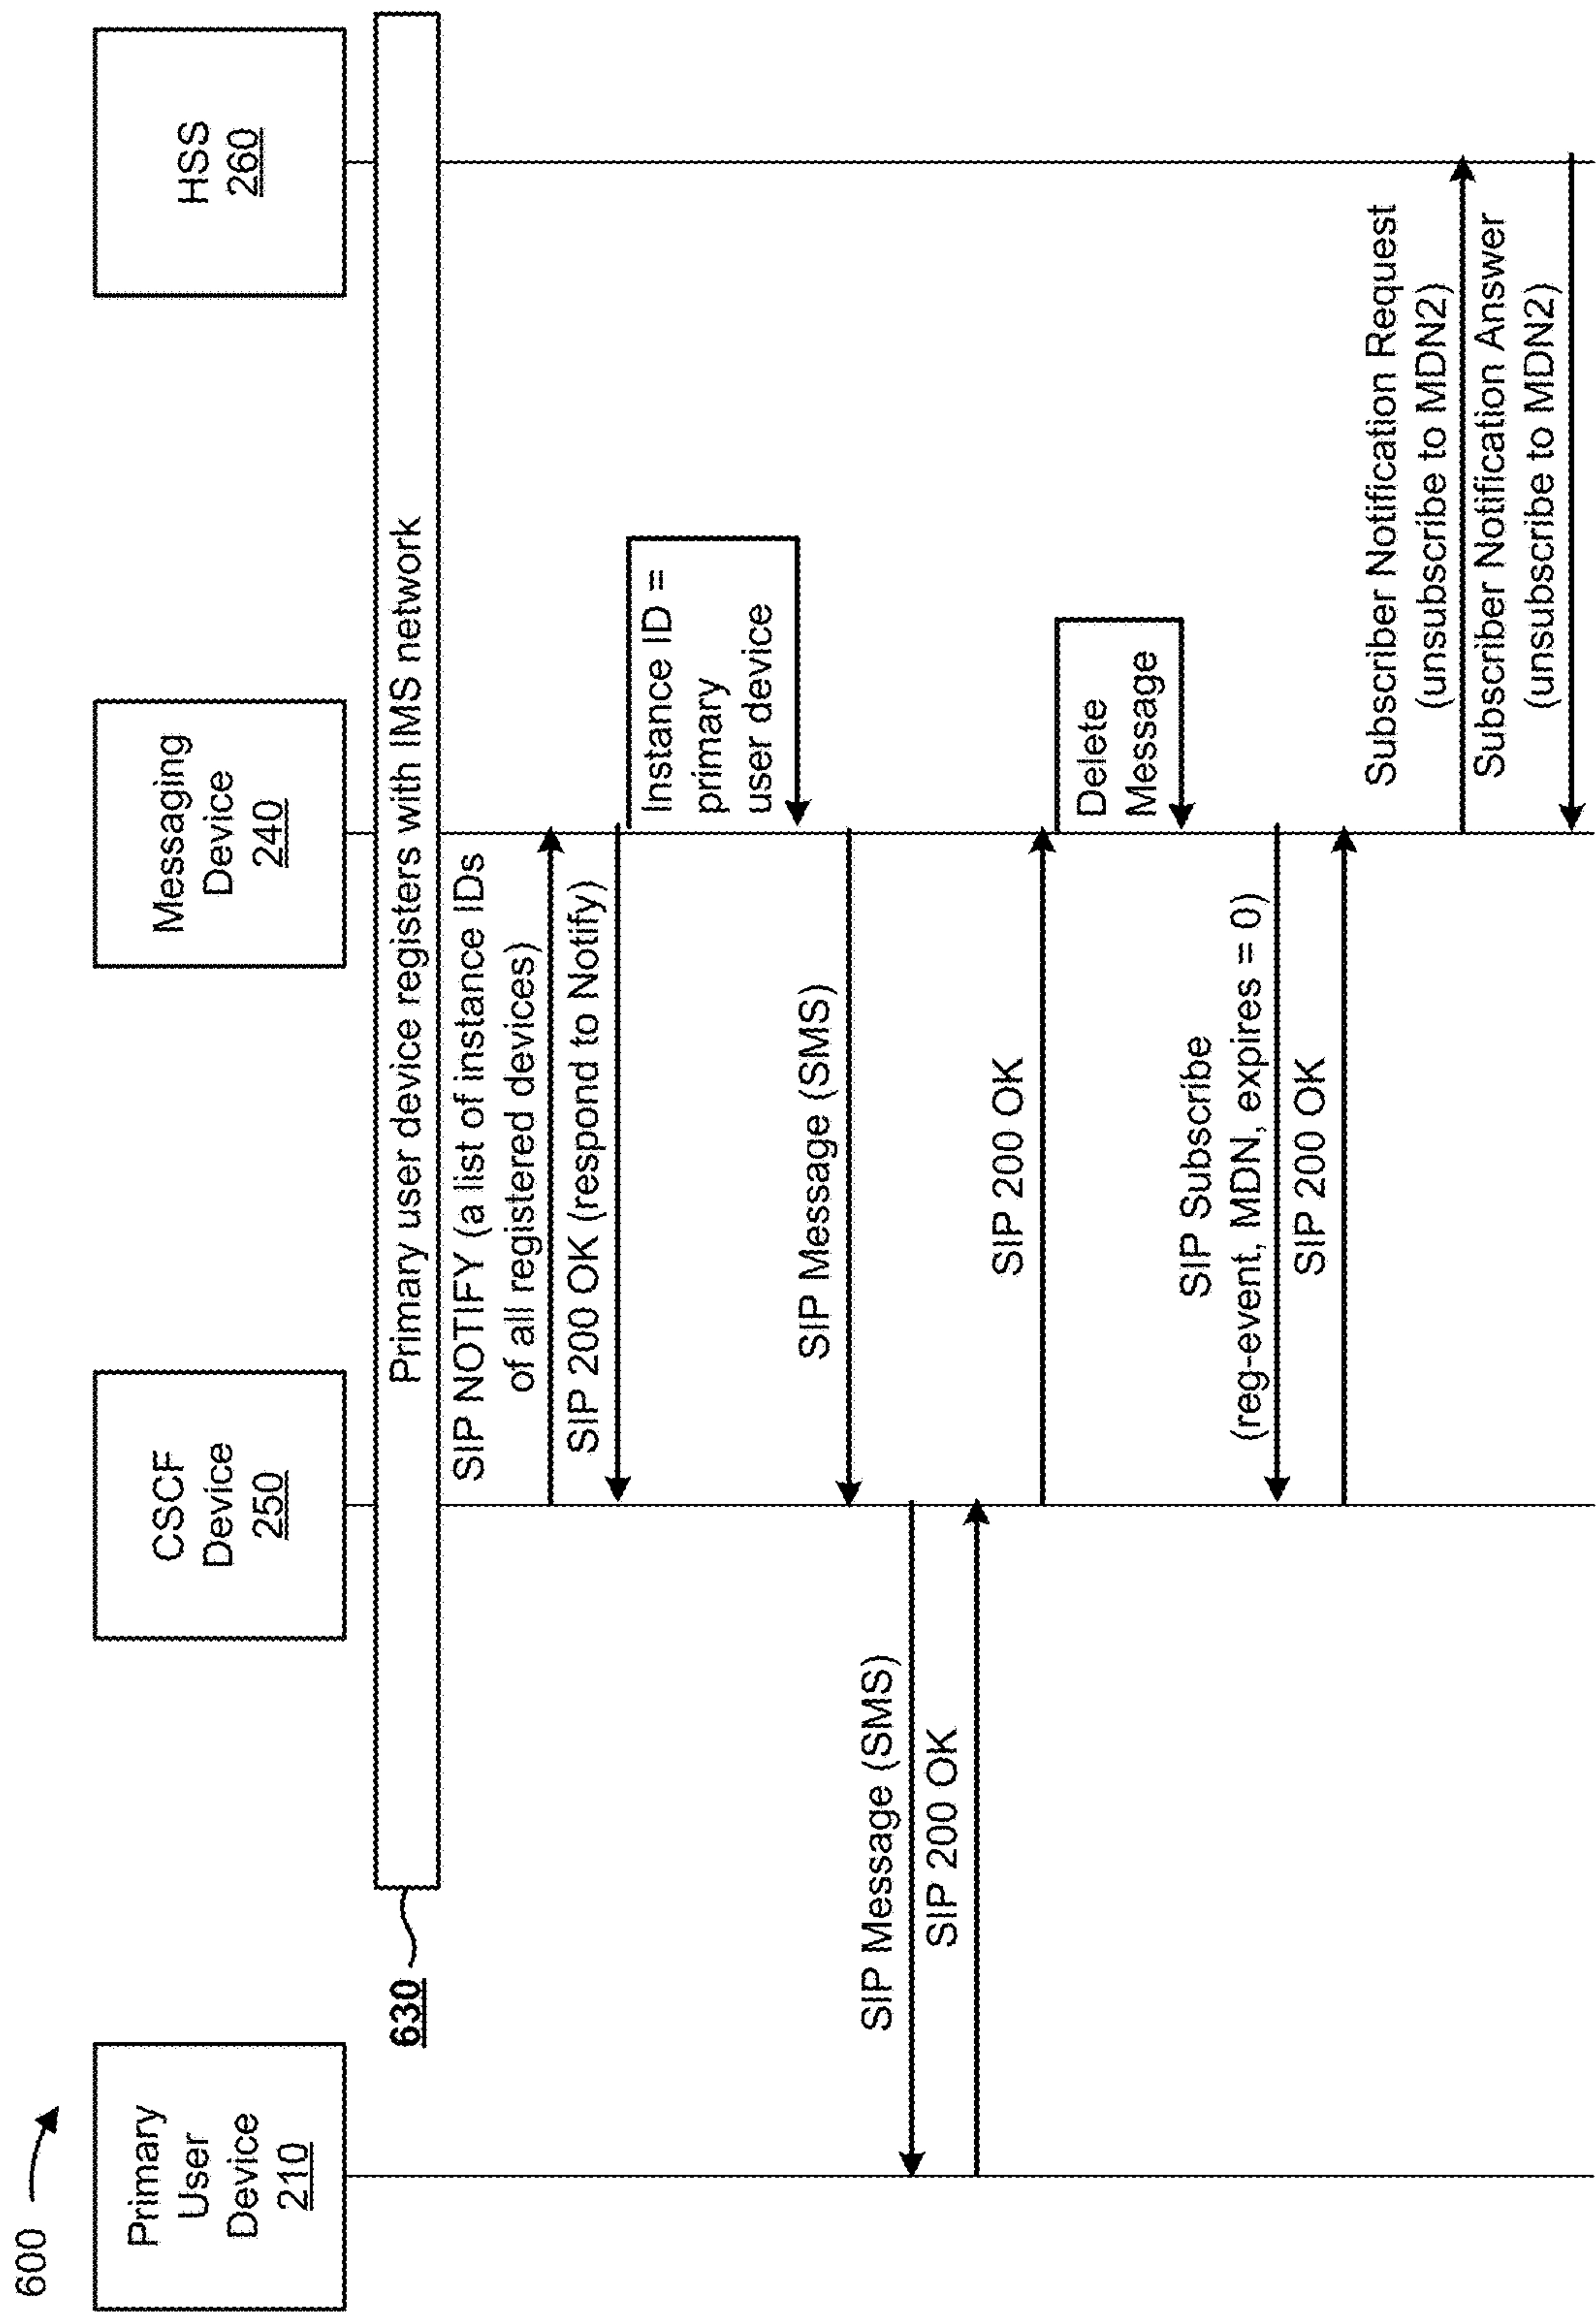 600
Primary
User
Device
210
CSCF
Device
250
Messaging
Device
240
HSS
260
630
Primary user device registers with IMS network
SIP NOTIFY (a list of instance IDs
of all registered devices)
SIP 200 OK (respond to Notify)
Instance ID =
primary
user device
SIP Message (SMS)
SIP Message (SMS)
SIP 200 OK
SIP 200 OK
Delete
Message
SIP Subscribe
(reg-event, MDN, expires = 0)
SIP 200 OK
Subscriber Notification Request
(unsubscribe to MDN2)
Subscriber Notification Answer
(unsubscribe to MDN2)